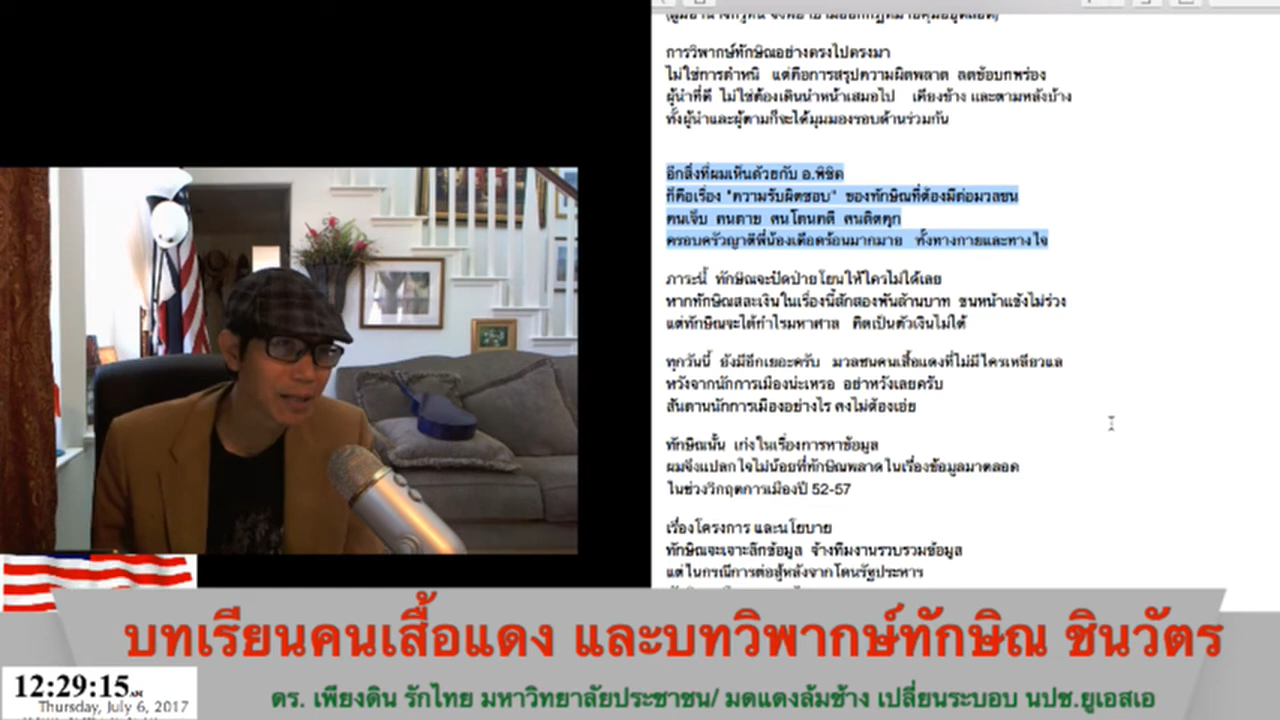 การวิพากษ์ทักษิณอย่างตรงไปตรงมา
ไม่ใช่การตำหนิ แต่คือการสรุปความผิดพลาด ลดข้อบกพร่อง
ผู้นำที่ดี ไม่ใช่ต้องเดินนำหน้าเสมอไป เคียงข้าง และตามหลังบ้าง
ทั้งผู้นำและผู้ตามก็จะได้มุมมองรอบด้านร่วมกัน
อีกสิ่งที่ผมเห็นด้วยกับ อ.พิชิต
ก็คือเรื่อง "ความรับผิดชอบ" ของทักษิณที่ต้องมีต่อมวลชน
คนเจ็บ คนตาย คนโดนคดี คนติดคุก
ครอบครัวญาติพี่น้องเดือดร้อนมากมาย ทั้งทางกายและทางใจ
ภาระนี้ ทักษิณจะปัดป่ายโยนให้ใครไม่ได้เลย
หากทักษิณสละเงินในเรื่องนี้สักสองพันล้านบาท ขนหน้าแข้งไม่ร่วง
แต่ทักษิณจะได้กำไรมหาศาล คิดเป็นตัวเงินไม่ได้
ทุกวันนี้ ยังมีอีกเยอะครับ มวลชนคนเสื้อแดงที่ไม่มีใครเหลียวแล
หวังจากนักการเมืองน่ะเหรอ อย่าหวังเลยครับ
สันดานนักการเมืองอย่างไร คงไม่ต้องเอ่ย
ทักษิณนั้น เก่งในเรื่องการหาข้อมูล
ผมจึงแปลกใจไม่น้อยที่ทักษิณพลาดในเรื่องข้อมูลมาตลอด
ในช่วงวิกฤตการเมืองปี 52-57
เรื่องโครงการ และนโยบาย
ทักษิณจะเจาะลึกข้อมูล จ้างทีมงานรวบรวมข้อมูล
แต่ในกรณีการต่อสู้หลังจากโดนรัฐประหาร
บทเรียนคนเสื้อแดง และบทวิพากษ์ทักษิณ ชินวัตร
12:29:15 AM
Thursday, July 6, 2017
ดร. เพียงดิน รักไทย มหาวิทยาลัยประชาชน/ มดแดงล้มช้าง เปลี่ยนระบอบ นปช.ยูเอสเอ